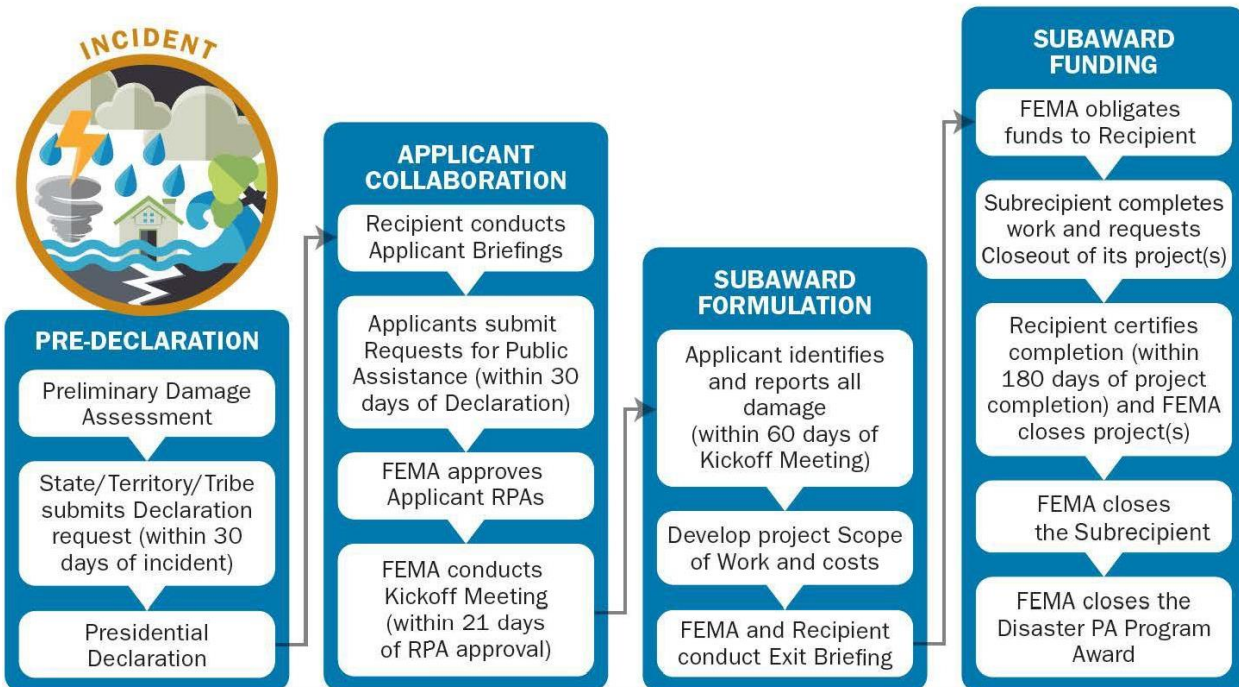 INCIDENT
PRE-DECLARATION
Preliminary Damage
Assessment
State/Territory/Tribe
submits Declaration
request (within 30
days of incident)
Presidential
Declaration
APPLICANT
COLLABORATION
Recipient conducts
Applicant Briefings
Applicants submit
Requests for Public
Assistance (within 30
days of Declaration)
FEMA approves
Applicant RPAs
FEMA conducts
Kickoff Meeting
(within 21 days
of RPA approval)
SUBAWARD
FORMULATION
Applicant identifies
and reports all
damage
(within 60 days of
Kickoff Meeting)
Develop project Scope
of Work and costs
FEMA and Recipient
conduct Exit Briefing
SUBAWARD
FUNDING
FEMA obligates
funds to Recipient
Subrecipient completes
work and requests
Closeout of its project(s)
Recipient certifies
completion (within
180 days of project
completion) and FEMA
closes project(s)
FEMA closes
the Subrecipient
FEMA closes the
Disaster PA Program
Award